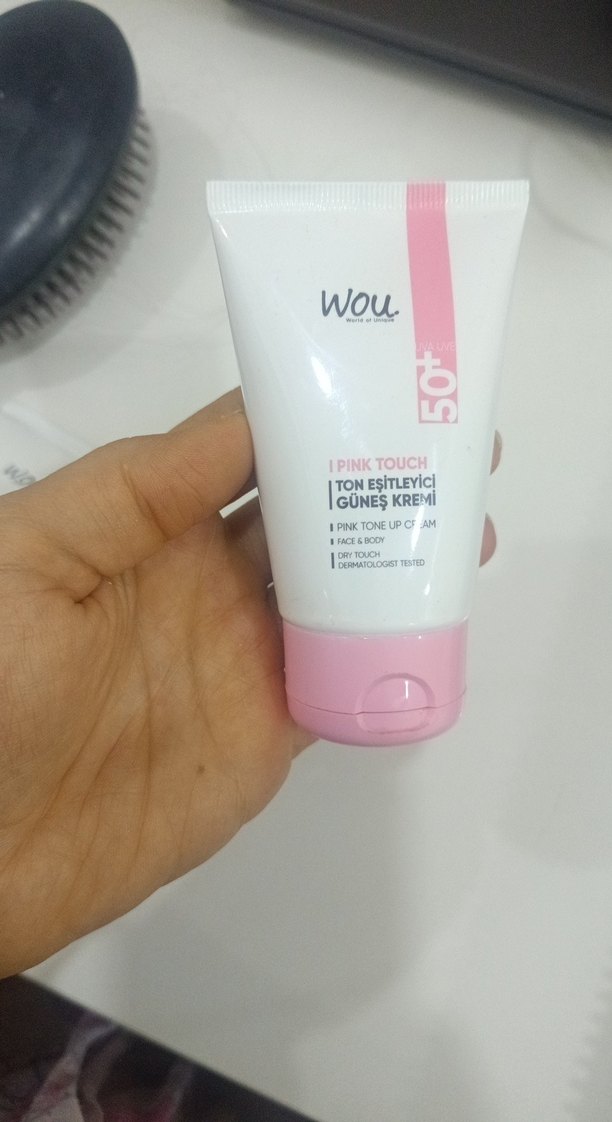 wou.
World of Unique
UVA UVB
50+
PINK TOUCH
TON EŞİTLEYİCİ
GÜNEŞ KREMİ
PINK TONE UP CREAM
FACE & BODY
DRY TOUCH
DERMATOLOGIST TESTED
wou